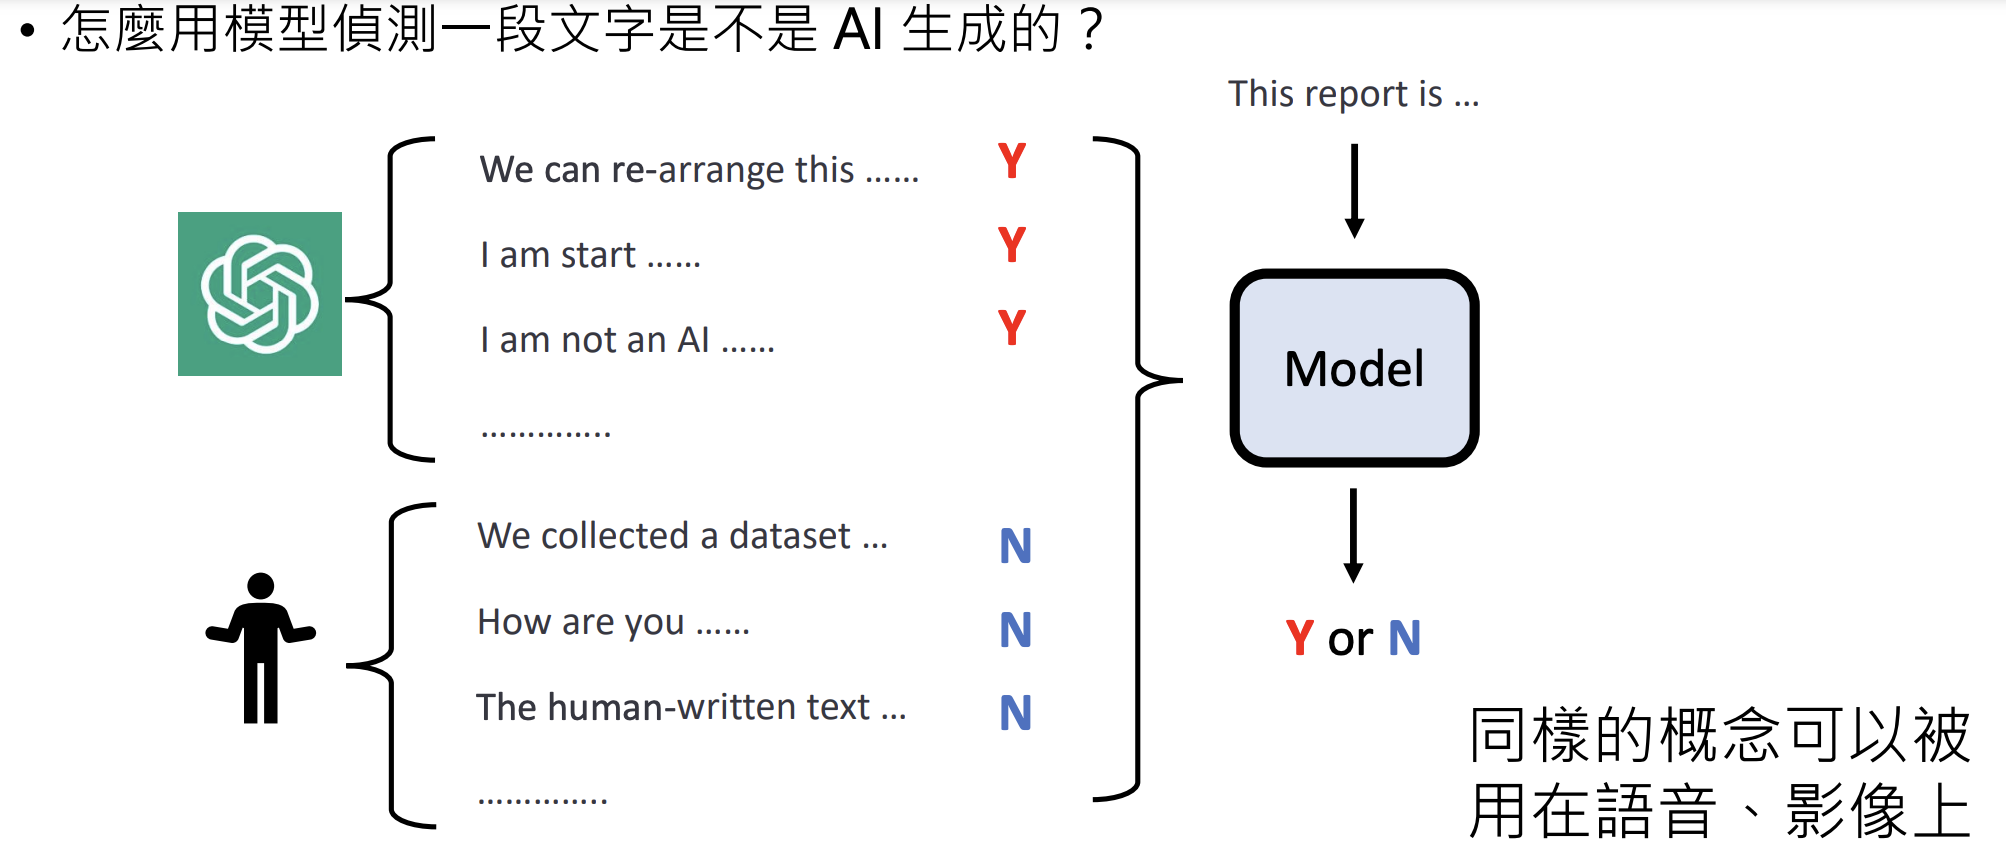 • 怎麼用模型偵測一段文字是不是 AI 生成的？
We can re-arrange this …… Y
I am start …… Y
I am not an AI …… Y
…………..
We collected a dataset … N
How are you …… N
The human-written text … N
…………..
This report is …
Model
Y or N
同樣的概念可以被
用在語音、影像上